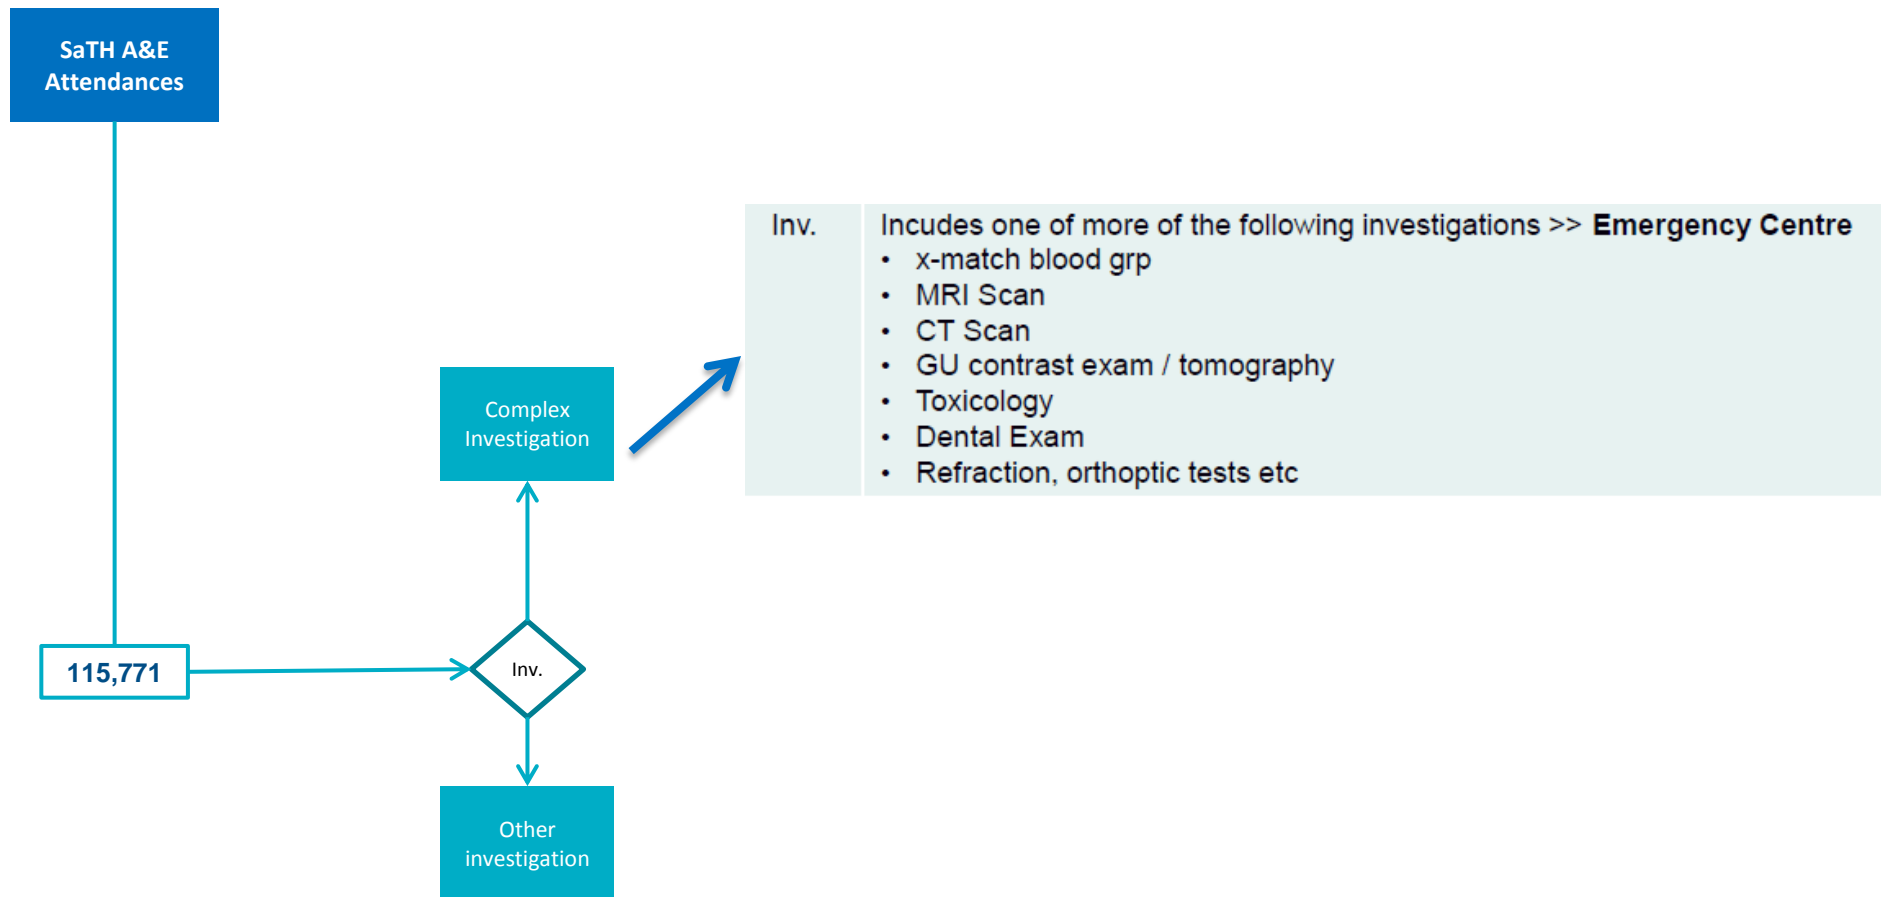 SaTH A&E
Attendances
Inv.
Incudes one of more of the following investigations >> Emergency Centre
• x-match blood grp
• MRI Scan
• CT Scan
• GU contrast exam / tomography
• Toxicology
• Dental Exam
• Refraction, orthoptic tests etc
Complex
Investigation
115,771
Inv.
Other
investigation